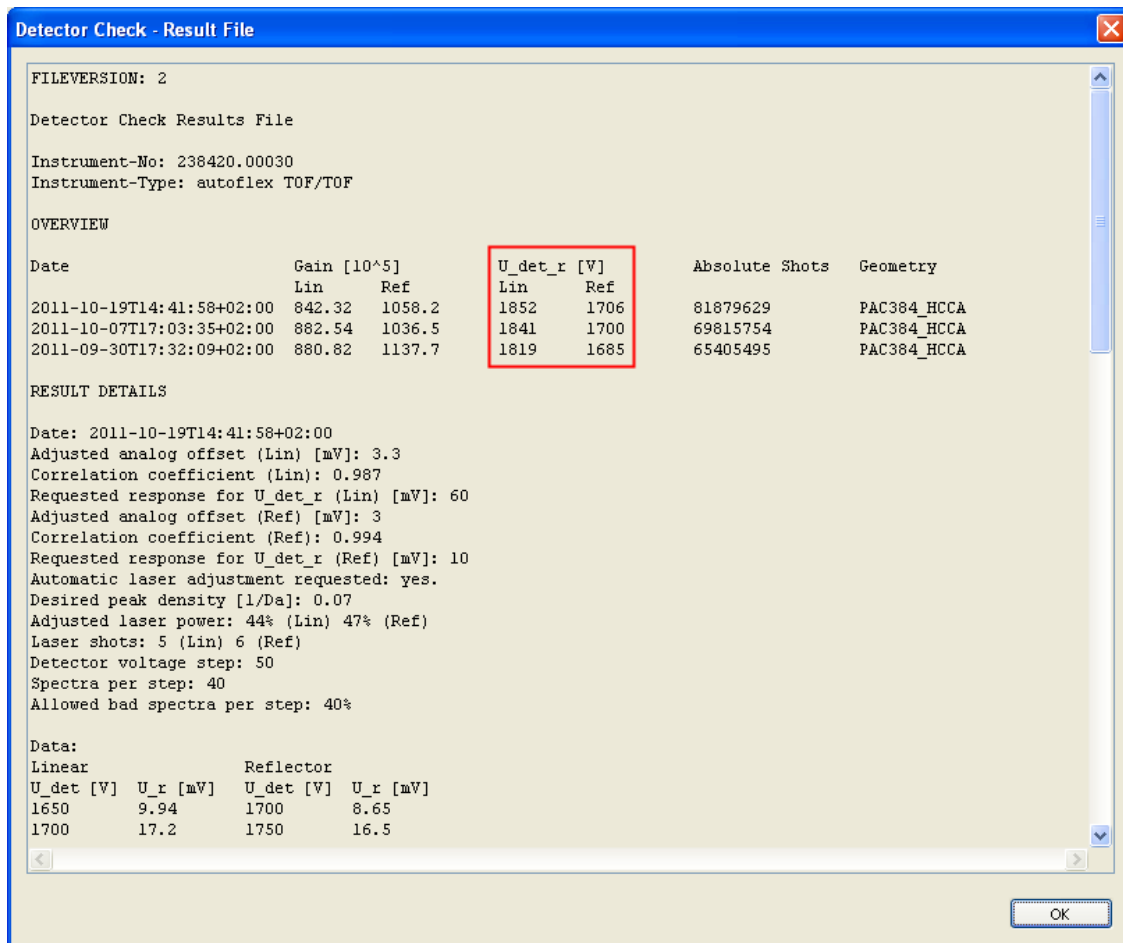 Detector Check - Result File
FILEVERSION: 2
Detector Check Results File
Instrument-No: 238420.00030
Instrument-Type: autoflex TOF/TOF
OVERVIEW
Date Gain [10^5] U_det_r [V] Absolute Shots Geometry
Lin Ref Lin Ref
2011-10-19T14:41:58+02:00 842.32 1058.2 1852 1706 81879629 PAC384_HCCA
2011-10-07T17:03:35+02:00 882.54 1036.5 1841 1700 69815754 PAC384_HCCA
2011-09-30T17:32:09+02:00 880.82 1137.7 1819 1685 65405495 PAC384_HCCA
RESULT DETAILS
Date: 2011-10-19T14:41:58+02:00
Adjusted analog offset (Lin) [mV]: 3.3
Correlation coefficient (Lin): 0.987
Requested response for U_det_r (Lin) [mV]: 60
Adjusted analog offset (Ref) [mV]: 3
Correlation coefficient (Ref): 0.994
Requested response for U_det_r (Ref) [mV]: 10
Automatic laser adjustment requested: yes.
Desired peak density [1/Da]: 0.07
Adjusted laser power: 44% (Lin) 47% (Ref)
Laser shots: 5 (Lin) 6 (Ref)
Detector voltage step: 50
Spectra per step: 40
Allowed bad spectra per step: 40%
Data:
Linear Reflector
U_det [V] U_r [mV] U_det [V] U_r [mV]
1650 9.94 1700 8.65
1700 17.2 1750 16.5
OK